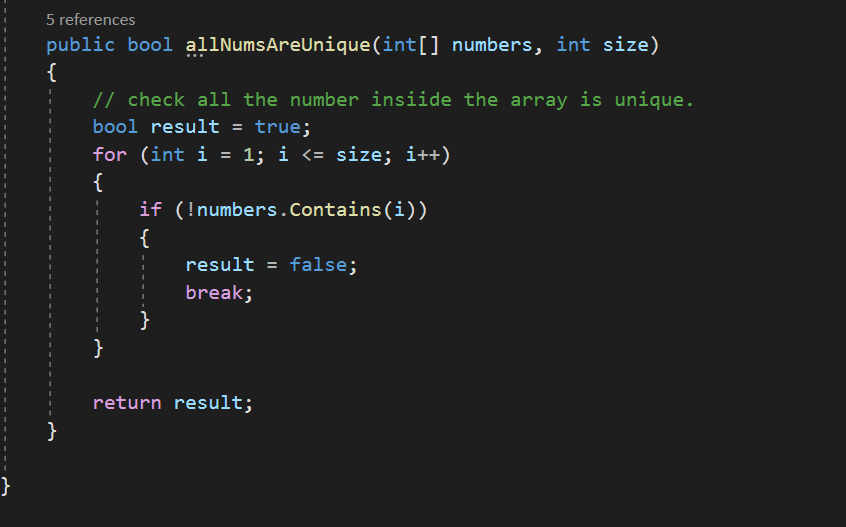 5 references
public bool allNumsAreUnique(int[] numbers, int size)
{
// check all the number insiide the array is unique.
bool result = true;
for (int i = 1; i <= size; i++)
{
if (!numbers.Contains(i))
{
result = false;
break;
}
}
return result;
}
}